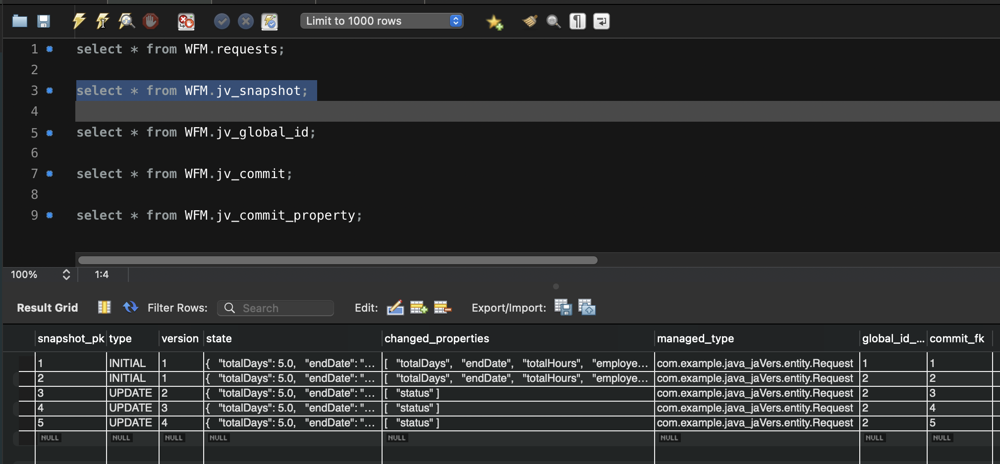 Limit to 1000 rows
1 select * from WFM.requests;
2
3 select * from WFM.jv_snapshot;
4
5 select * from WFM.jv_global_id;
6
7 select * from WFM.jv_commit;
8
9 select * from WFM.jv_commit_property;
100% 1:4
Result Grid Filter Rows: Search Edit: Export/Import:
snapshot_pk type version state changed_properties managed_type global_id_... commit_fk
1 INITIAL 1 { "totalDays": 5.0, "endDate": "... [ "totalDays", "endDate", "totalHours", "employe... com.example.java_jaVers.entity.Request 1 1
2 INITIAL 1 { "totalDays": 5.0, "endDate": "... [ "totalDays", "endDate", "totalHours", "employe... com.example.java_jaVers.entity.Request 2 2
3 UPDATE 2 { "totalDays": 5.0, "endDate": "... [ "status" ] com.example.java_jaVers.entity.Request 2 3
4 UPDATE 3 { "totalDays": 5.0, "endDate": "... [ "status" ] com.example.java_jaVers.entity.Request 2 4
5 UPDATE 4 { "totalDays": 5.0, "endDate": "... [ "status" ] com.example.java_jaVers.entity.Request 2 5
NULL NULL NULL NULL NULL NULL NULL NULL